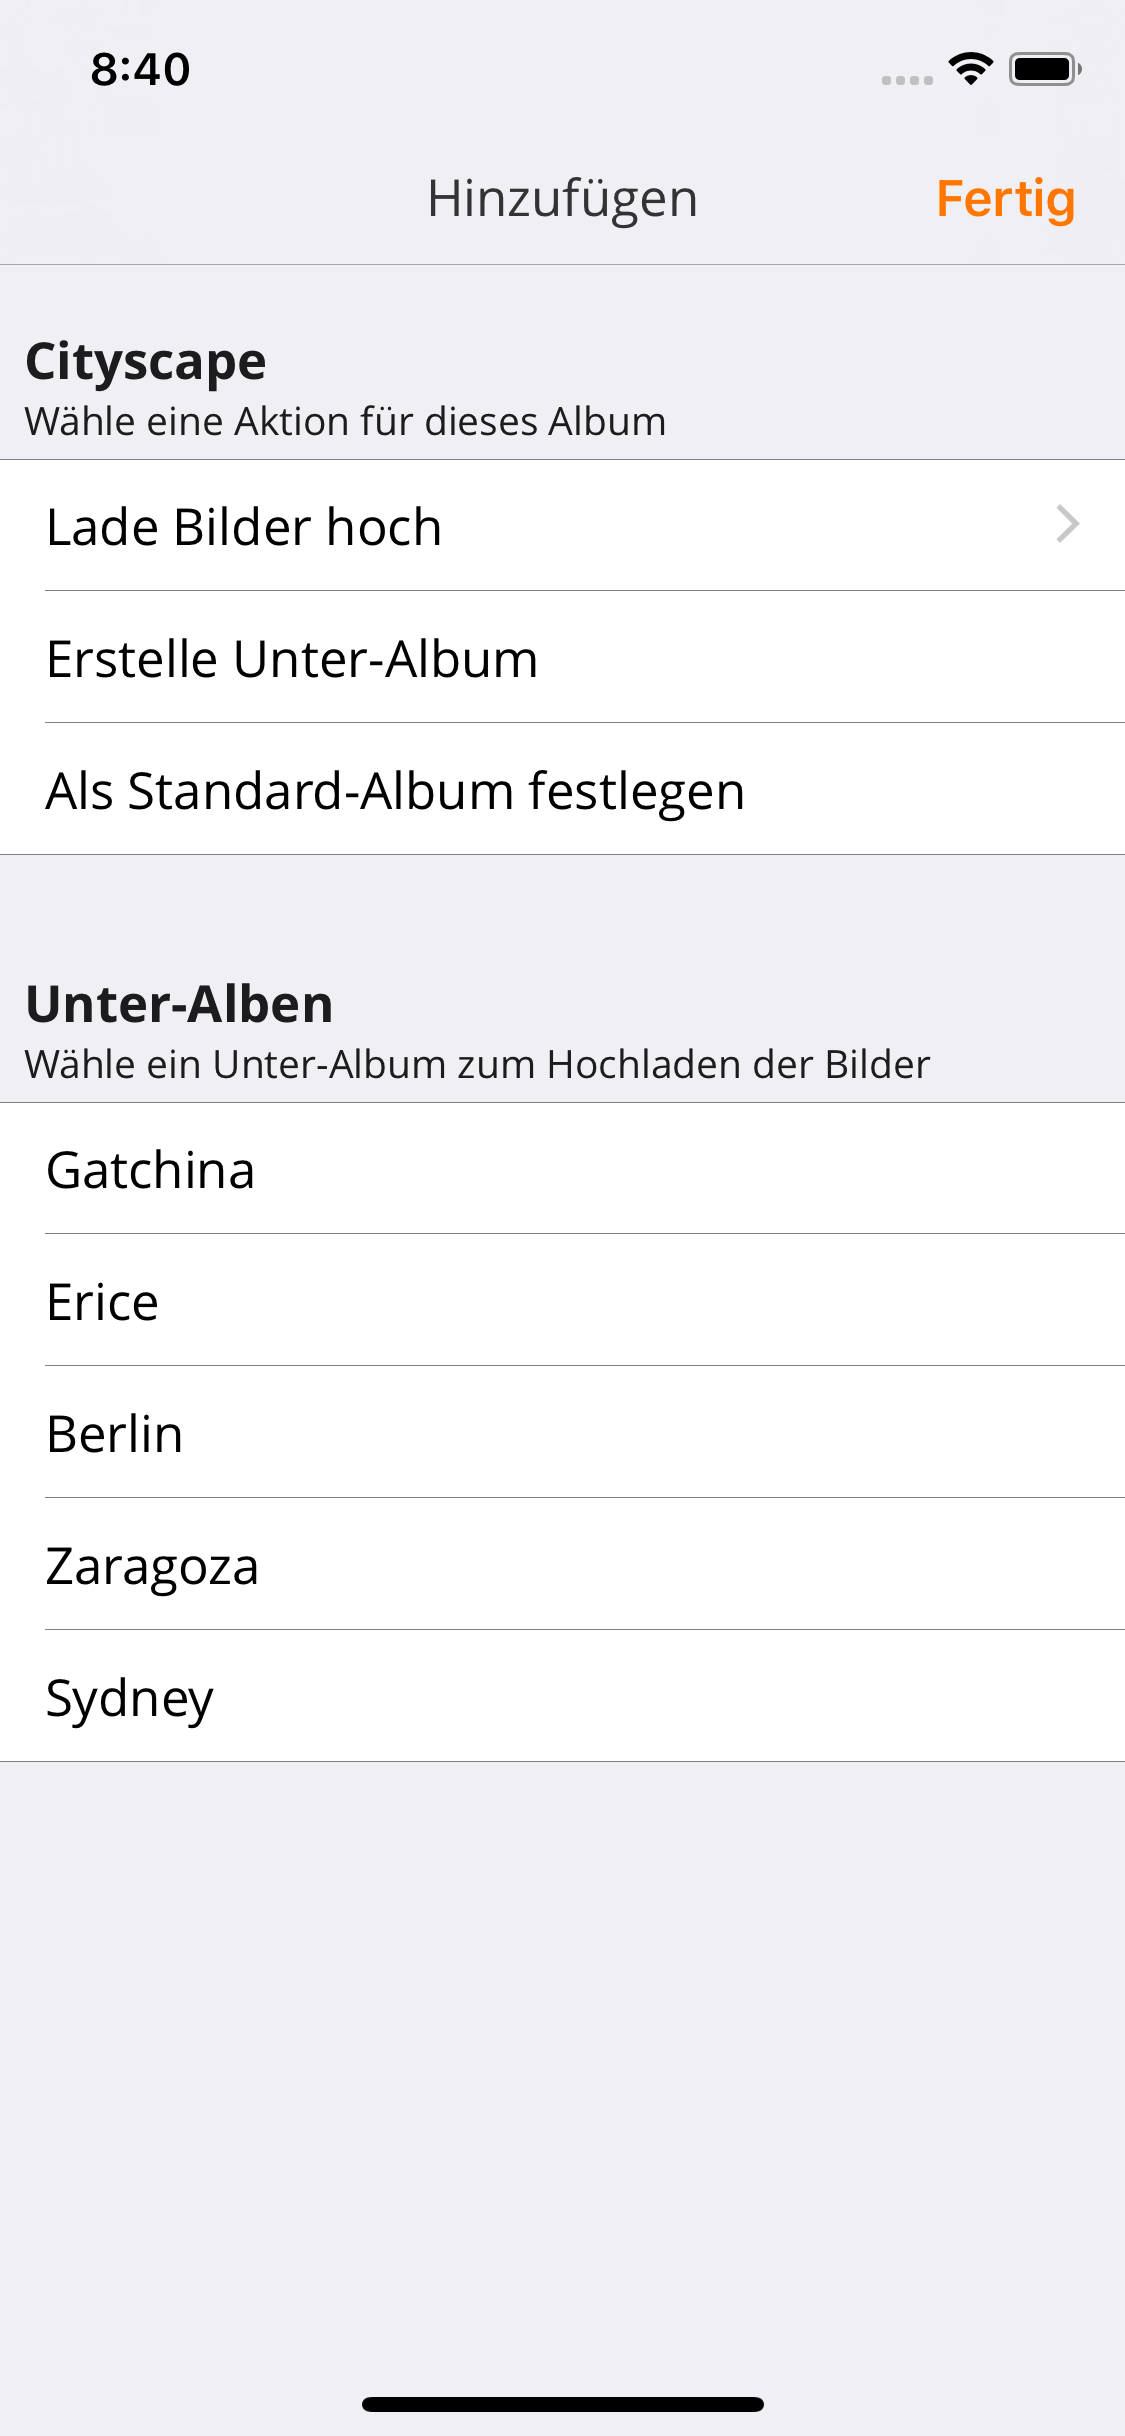 8:40
Hinzufügen
Fertig
Cityscape
Wähle eine Aktion für dieses Album
Lade Bilder hoch
Erstelle Unter-Album
Als Standard-Album festlegen
Unter-Alben
Wähle ein Unter-Album zum Hochladen der Bilder
Gatchina
Erice
Berlin
Zaragoza
Sydney